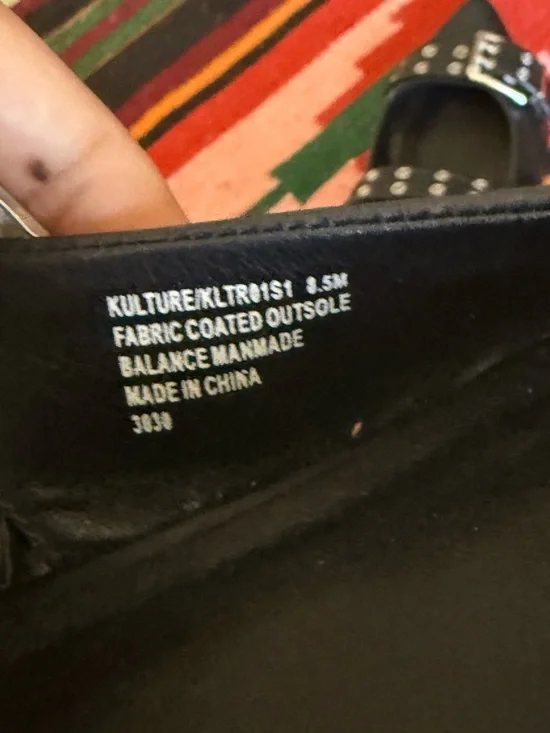 KULTURE/KLTR01S1 8.5M
FABRIC COATED OUTSOLE
BALANCE MANMADE
MADE IN CHINA
3030